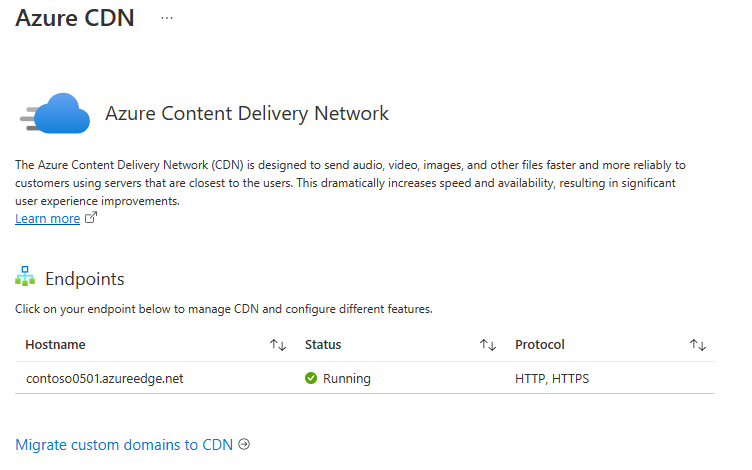 Azure CDN ...
Azure Content Delivery Network
The Azure Content Delivery Network (CDN) is designed to send audio, video, images, and other files faster and more reliably to
customers using servers that are closest to the users. This dramatically increases speed and availability, resulting in significant
user experience improvements.
Learn more
Endpoints
Click on your endpoint below to manage CDN and configure different features.
Hostname Status Protocol
contoso0501.azureedge.net Running HTTP, HTTPS
Migrate custom domains to CDN